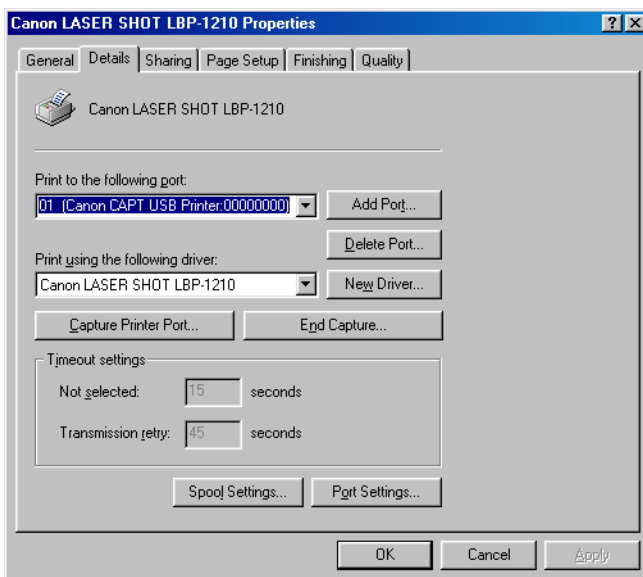 Canon LASER SHOT LBP-1210 Properties
General Details Sharing Page Setup Finishing Quality
Canon LASER SHOT LBP-1210
Print to the following port:
01 (Canon CAPT USB Printer:00000000) Add Port...
Delete Port...
Print using the following driver:
Canon LASER SHOT LBP-1210 New Driver...
Capture Printer Port... End Capture...
Timeout settings
Not selected: 15 seconds
Transmission retry: 45 seconds
Spool Settings... Port Settings...
OK Cancel Apply